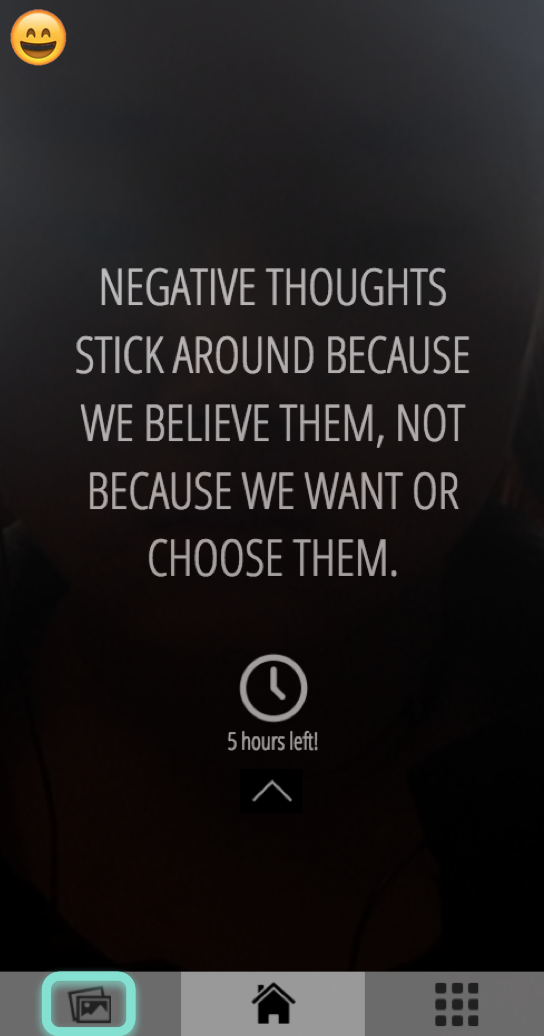 NEGATIVE THOUGHTS
STICK AROUND BECAUSE
WE BELIEVE THEM, NOT
BECAUSE WE WANT OR
CHOOSE THEM.
5 hours left!